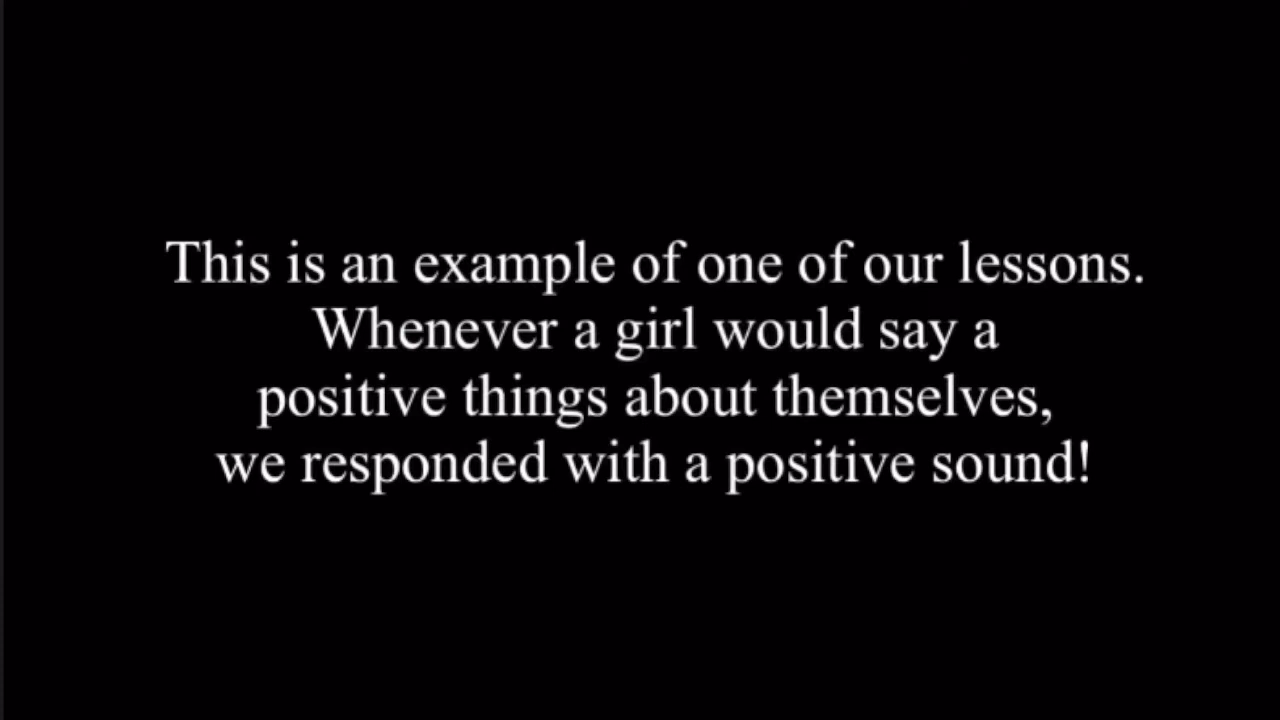 This is an example of one of our lessons.
Whenever a girl would say a
positive things about themselves,
we responded with a positive sound!